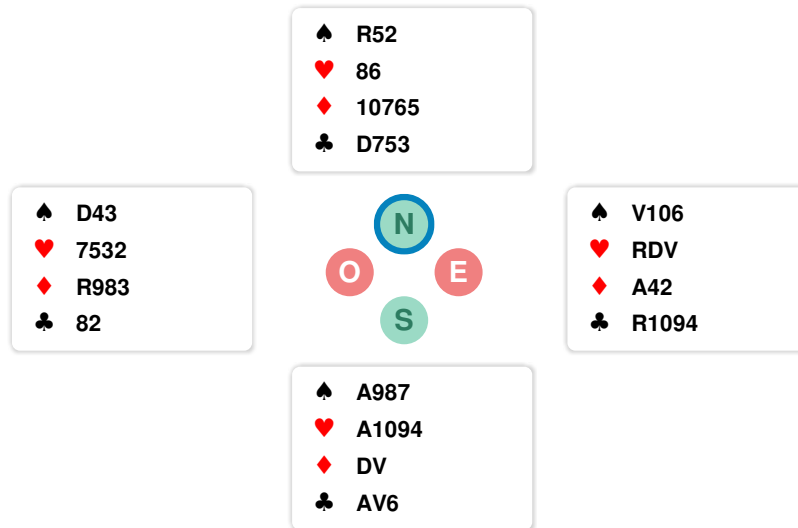 ♠ R52
♥ 86
♦ 10765
♣ D753
♠ D43
♥ 7532
♦ R983
♣ 82
N
O E
S
♠ V106
♥ RDV
♦ A42
♣ R1094
♠ A987
♥ A1094
♦ DV
♣ AV6